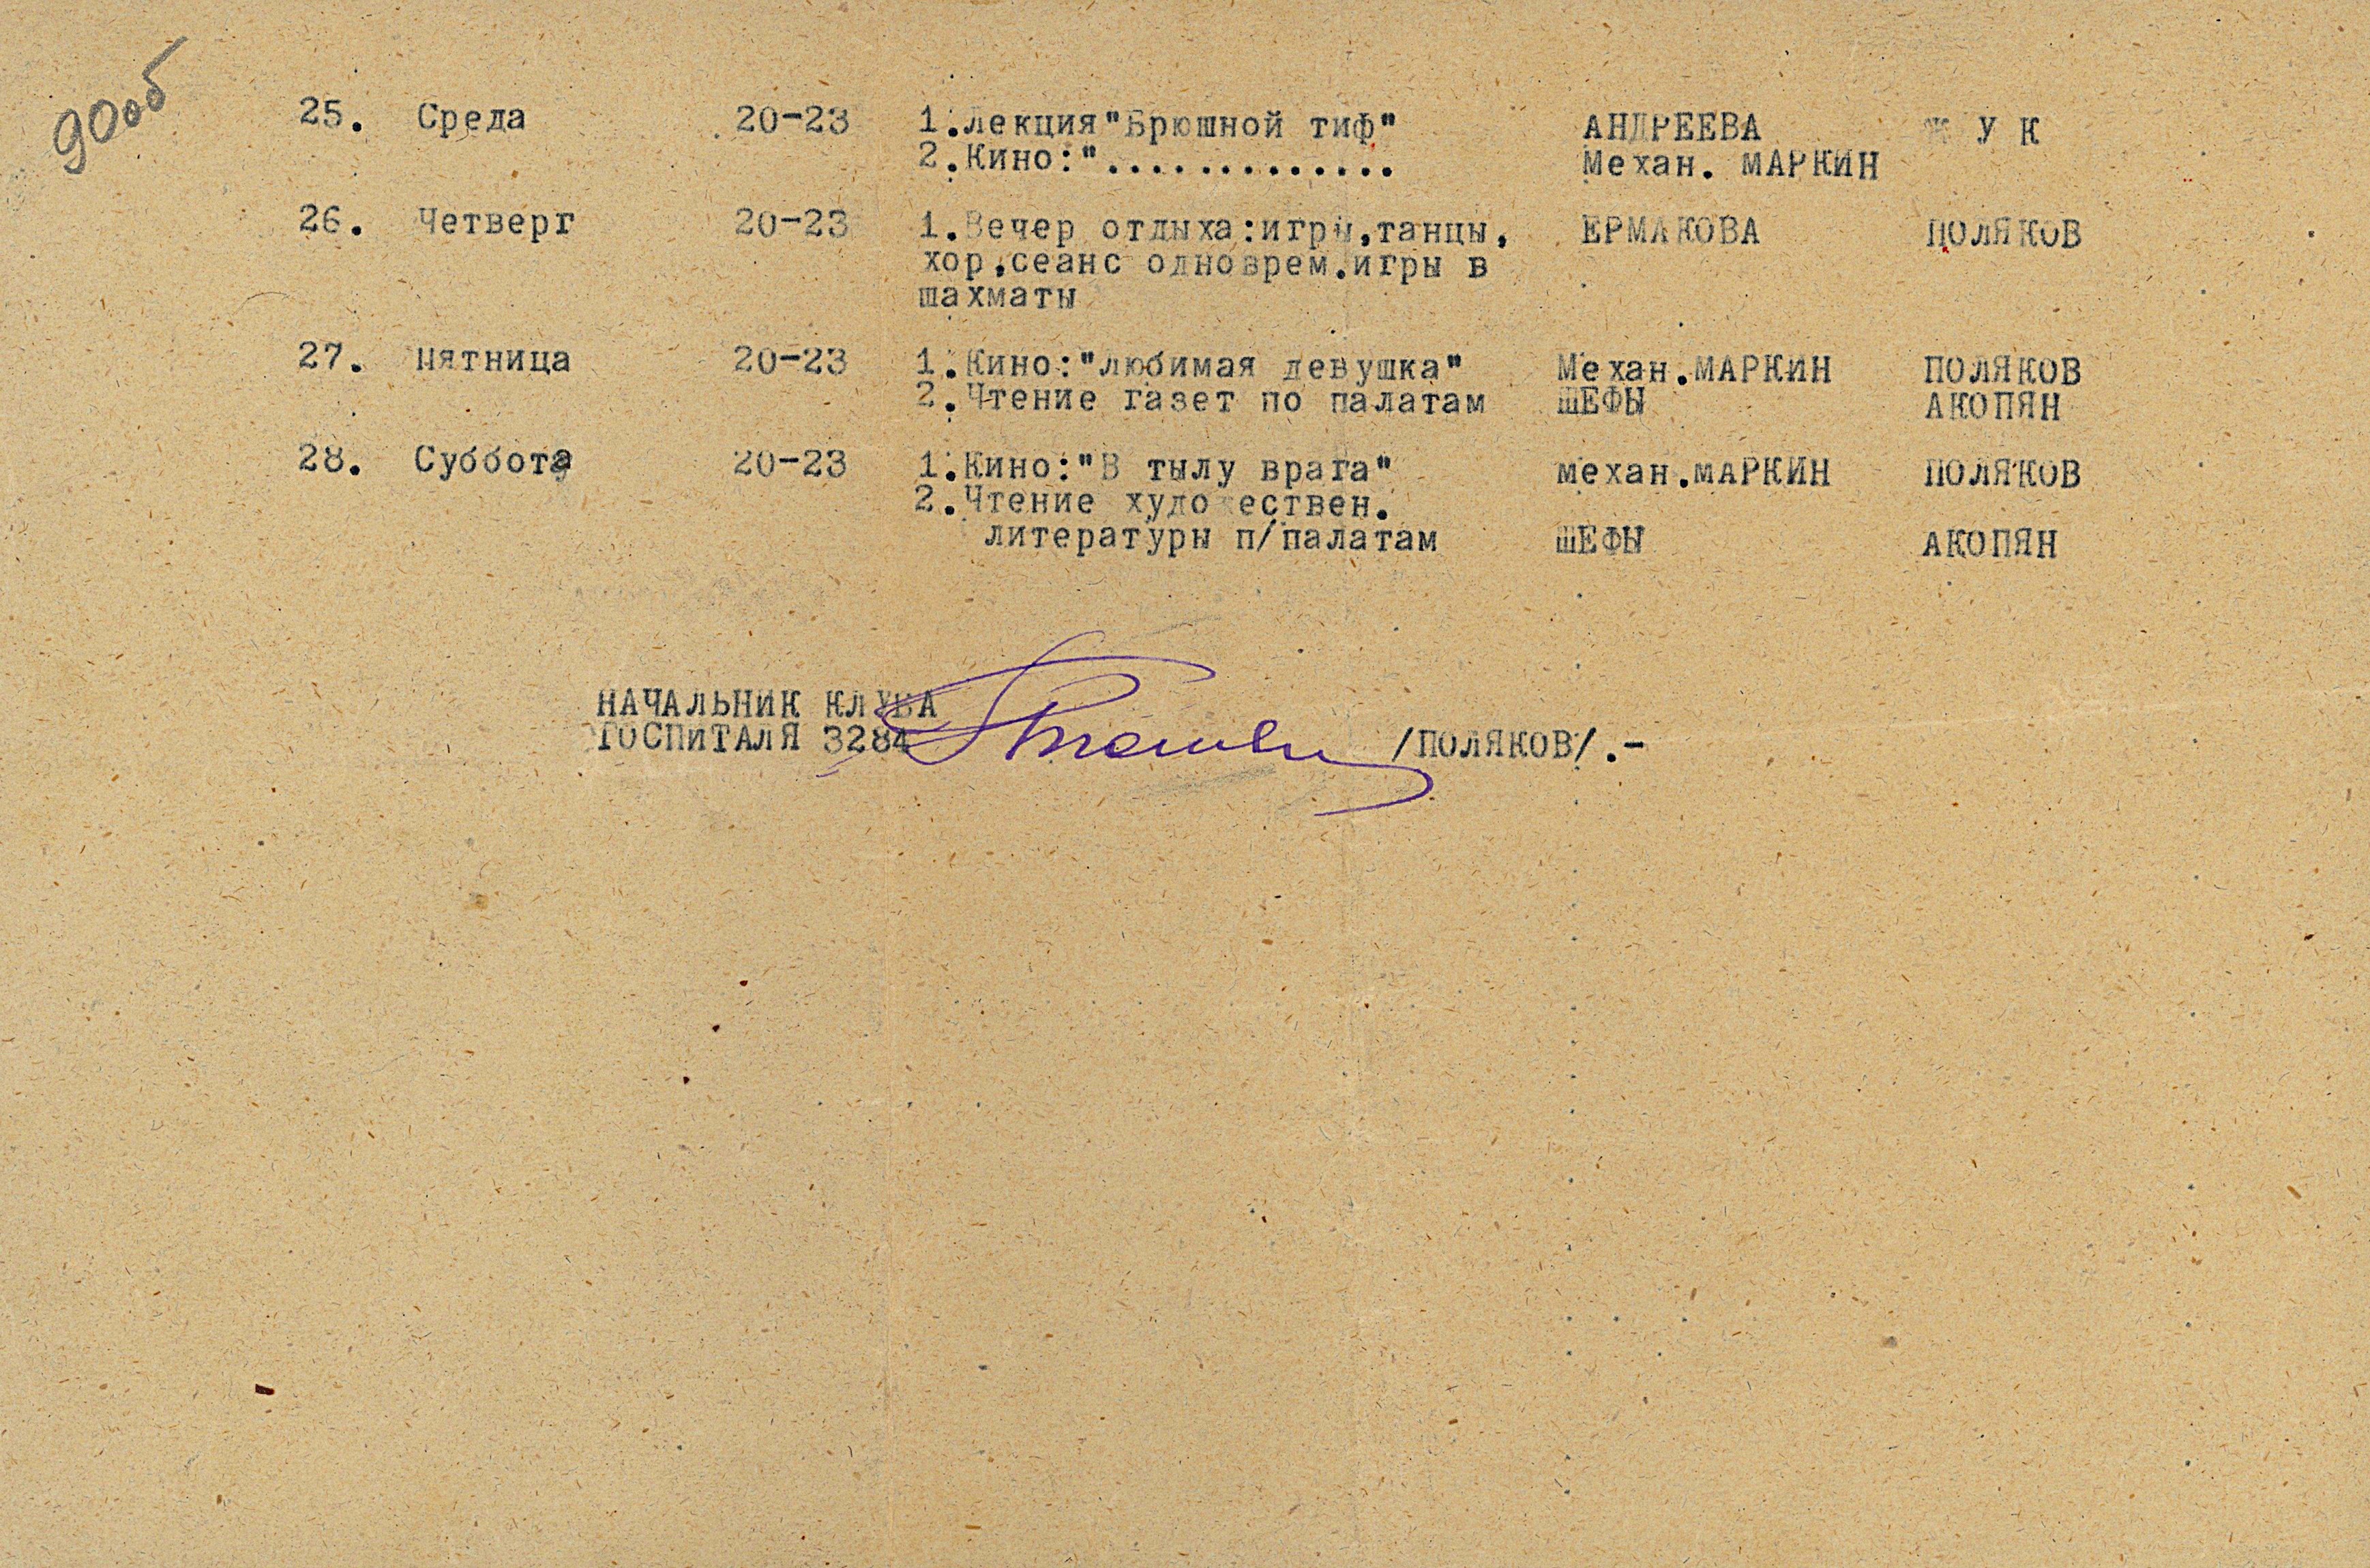 90об
25. Среда 20-23 1.Лекция"Брюшной тиф" АНДРЕЕВА Ж У К
2.Кино:"............. Механ. МАРКИН
26. Четверг 20-23 1.Вечер отдыха:игры,танцы, ЕРМАКОВА ПОЛЯКОВ
хор,сеанс одноврем.игры в
шахматы
27. Пятница 20-23 1.Кино:"Любимая девушка" Механ.МАРКИН ПОЛЯКОВ
2.Чтение газет по палатам ШЕФЫ АКОПЯН
28. Суббота 20-23 1.Кино:"В тылу врага" Механ.МАРКИН ПОЛЯКОВ
2.Чтение художествен.
литературы п/палатам ШЕФЫ АКОПЯН
НАЧАЛЬНИК КЛУБА
ГОСПИТАЛЯ 3284 /ПОЛЯКОВ/.-